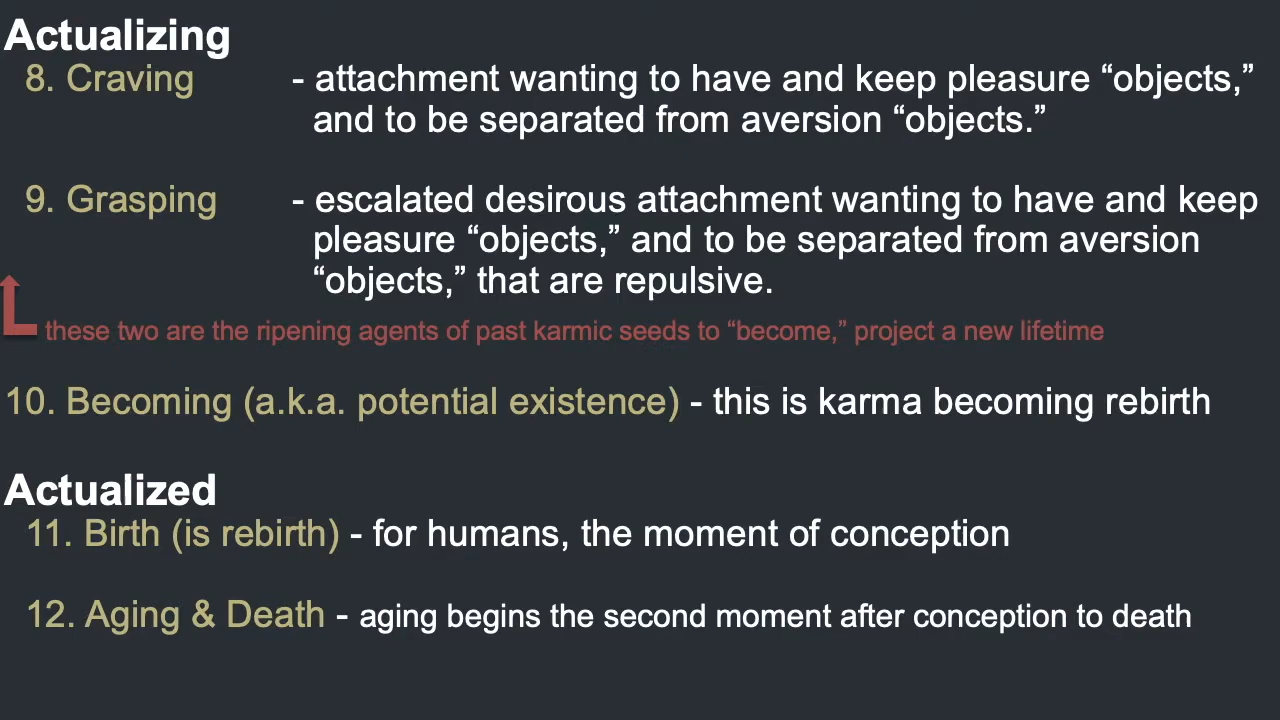 Actualizing
8. Craving - attachment wanting to have and keep pleasure “objects,”
and to be separated from aversion “objects.”
9. Grasping - escalated desirous attachment wanting to have and keep
pleasure “objects,” and to be separated from aversion
“objects,” that are repulsive.
these two are the ripening agents of past karmic seeds to “become,” project a new lifetime
10. Becoming (a.k.a. potential existence) - this is karma becoming rebirth
Actualized
11. Birth (is rebirth) - for humans, the moment of conception
12. Aging & Death - aging begins the second moment after conception to death